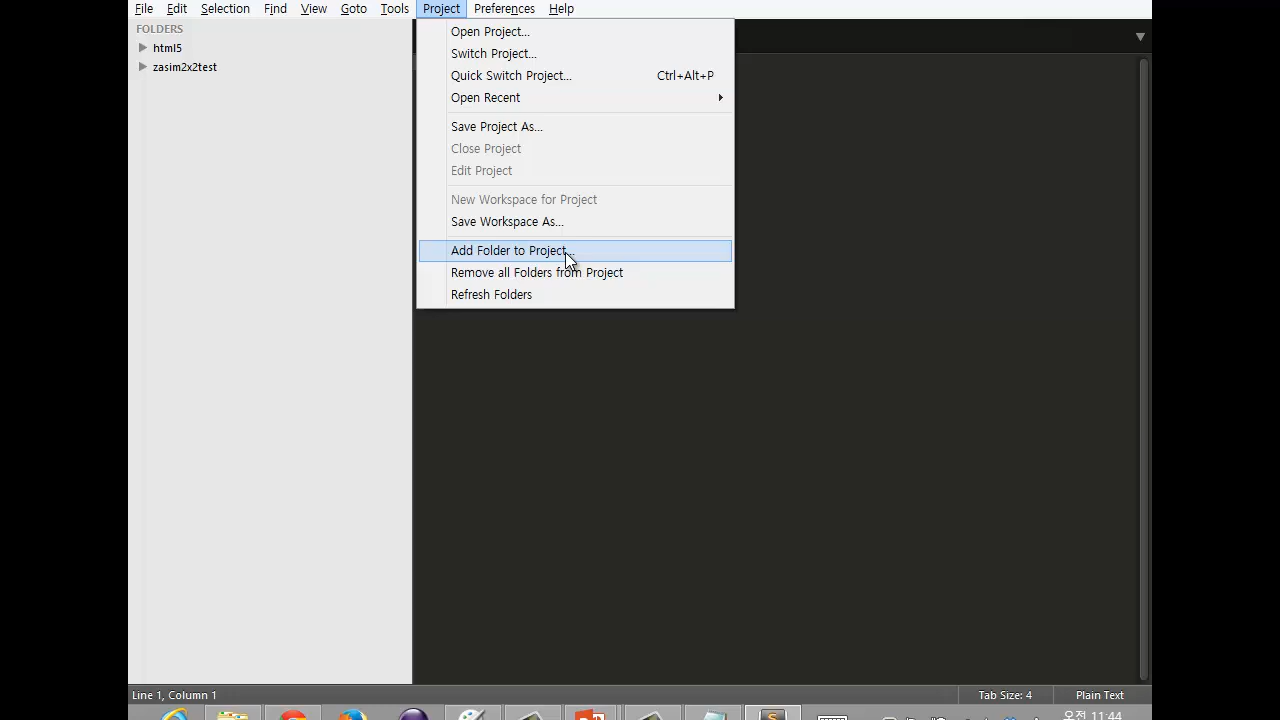 File Edit Selection Find View Goto Tools Project Preferences Help
FOLDERS
html5
zasim2x2test
Open Project...
Switch Project...
Quick Switch Project... Ctrl+Alt+P
Open Recent
Save Project As...
Close Project
Edit Project
New Workspace for Project
Save Workspace As...
Add Folder to Project...
Remove all Folders from Project
Refresh Folders
Line 1, Column 1 Tab Size: 4 Plain Text
오전 11:44